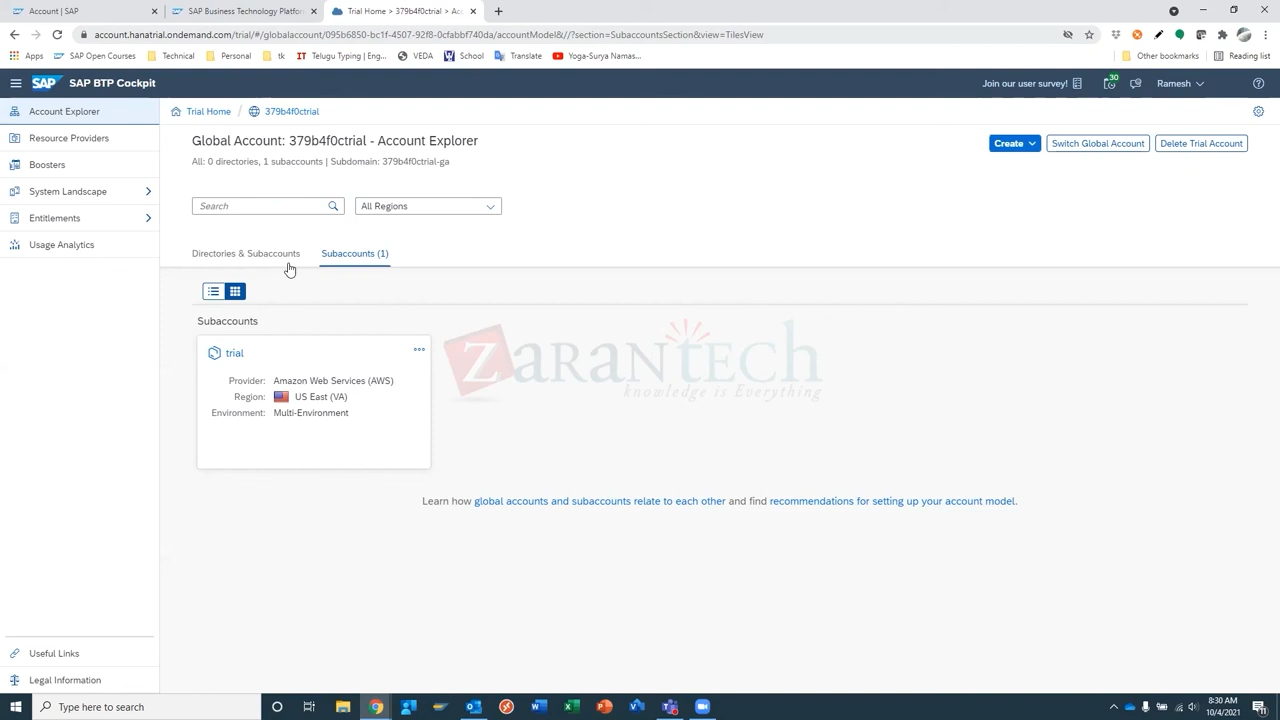 Account | SAP
SAP Business Technology Platfo
Trial Home > 379b4f0ctrial > Acc
account.hanatrial.ondemand.com/trial/#/globalaccount/095b6850-bc1f-4507-92f8-0cfabbf740da/accountModel&//?section=SubaccountsSection&view=TilesView
Apps
SAP Open Courses
Technical
Personal
tk
Telugu Typing | Eng...
VEDA
School
Translate
Yoga-Surya Namas...
Other bookmarks
Reading list
SAP
SAP BTP Cockpit
Join our user survey!
30
Ramesh
Account Explorer
Resource Providers
Boosters
System Landscape
Entitlements
Usage Analytics
Useful Links
Legal Information
Trial Home / 379b4f0ctrial
Global Account: 379b4f0ctrial - Account Explorer
All: 0 directories, 1 subaccounts | Subdomain: 379b4f0ctrial-ga
Create
Switch Global Account
Delete Trial Account
Search
All Regions
Directories & Subaccounts
Subaccounts (1)
Subaccounts
trial
Provider: Amazon Web Services (AWS)
Region: US East (VA)
Environment: Multi-Environment
zarantech
knowledge is Everything
Learn how global accounts and subaccounts relate to each other and find recommendations for setting up your account model.
Type here to search
8:30 AM
10/4/2021